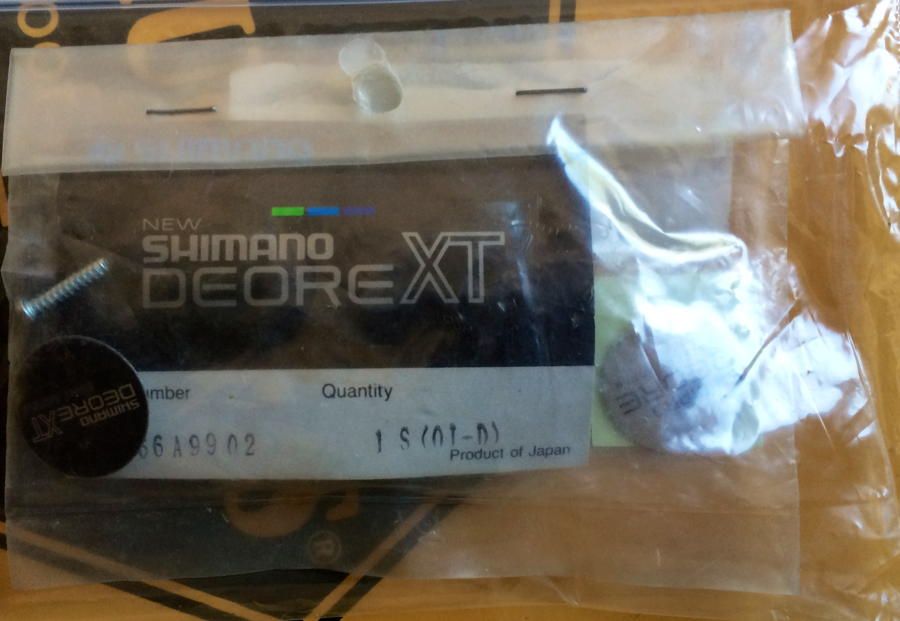 NEW
SHIMANO
DEORE XT
umber
Quantity
66A9902
1 S(OI-D)
Product of Japan
SHIMANO
DEORE XT
®